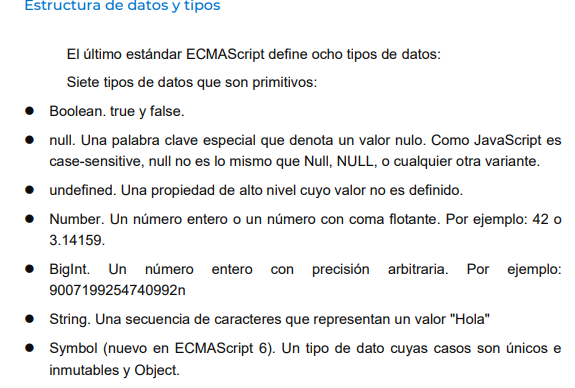 Estructura de datos y tipos
El último estándar ECMAScript define ocho tipos de datos:
Siete tipos de datos que son primitivos:
● Boolean. true y false.
● null. Una palabra clave especial que denota un valor nulo. Como JavaScript es
case-sensitive, null no es lo mismo que Null, NULL, o cualquier otra variante.
● undefined. Una propiedad de alto nivel cuyo valor no es definido.
● Number. Un número entero o un número con coma flotante. Por ejemplo: 42 o
3.14159.
● BigInt. Un número entero con precisión arbitraria. Por ejemplo:
9007199254740992n
● String. Una secuencia de caracteres que representan un valor "Hola"
● Symbol (nuevo en ECMAScript 6). Un tipo de dato cuyas casos son únicos e
inmutables y Object.